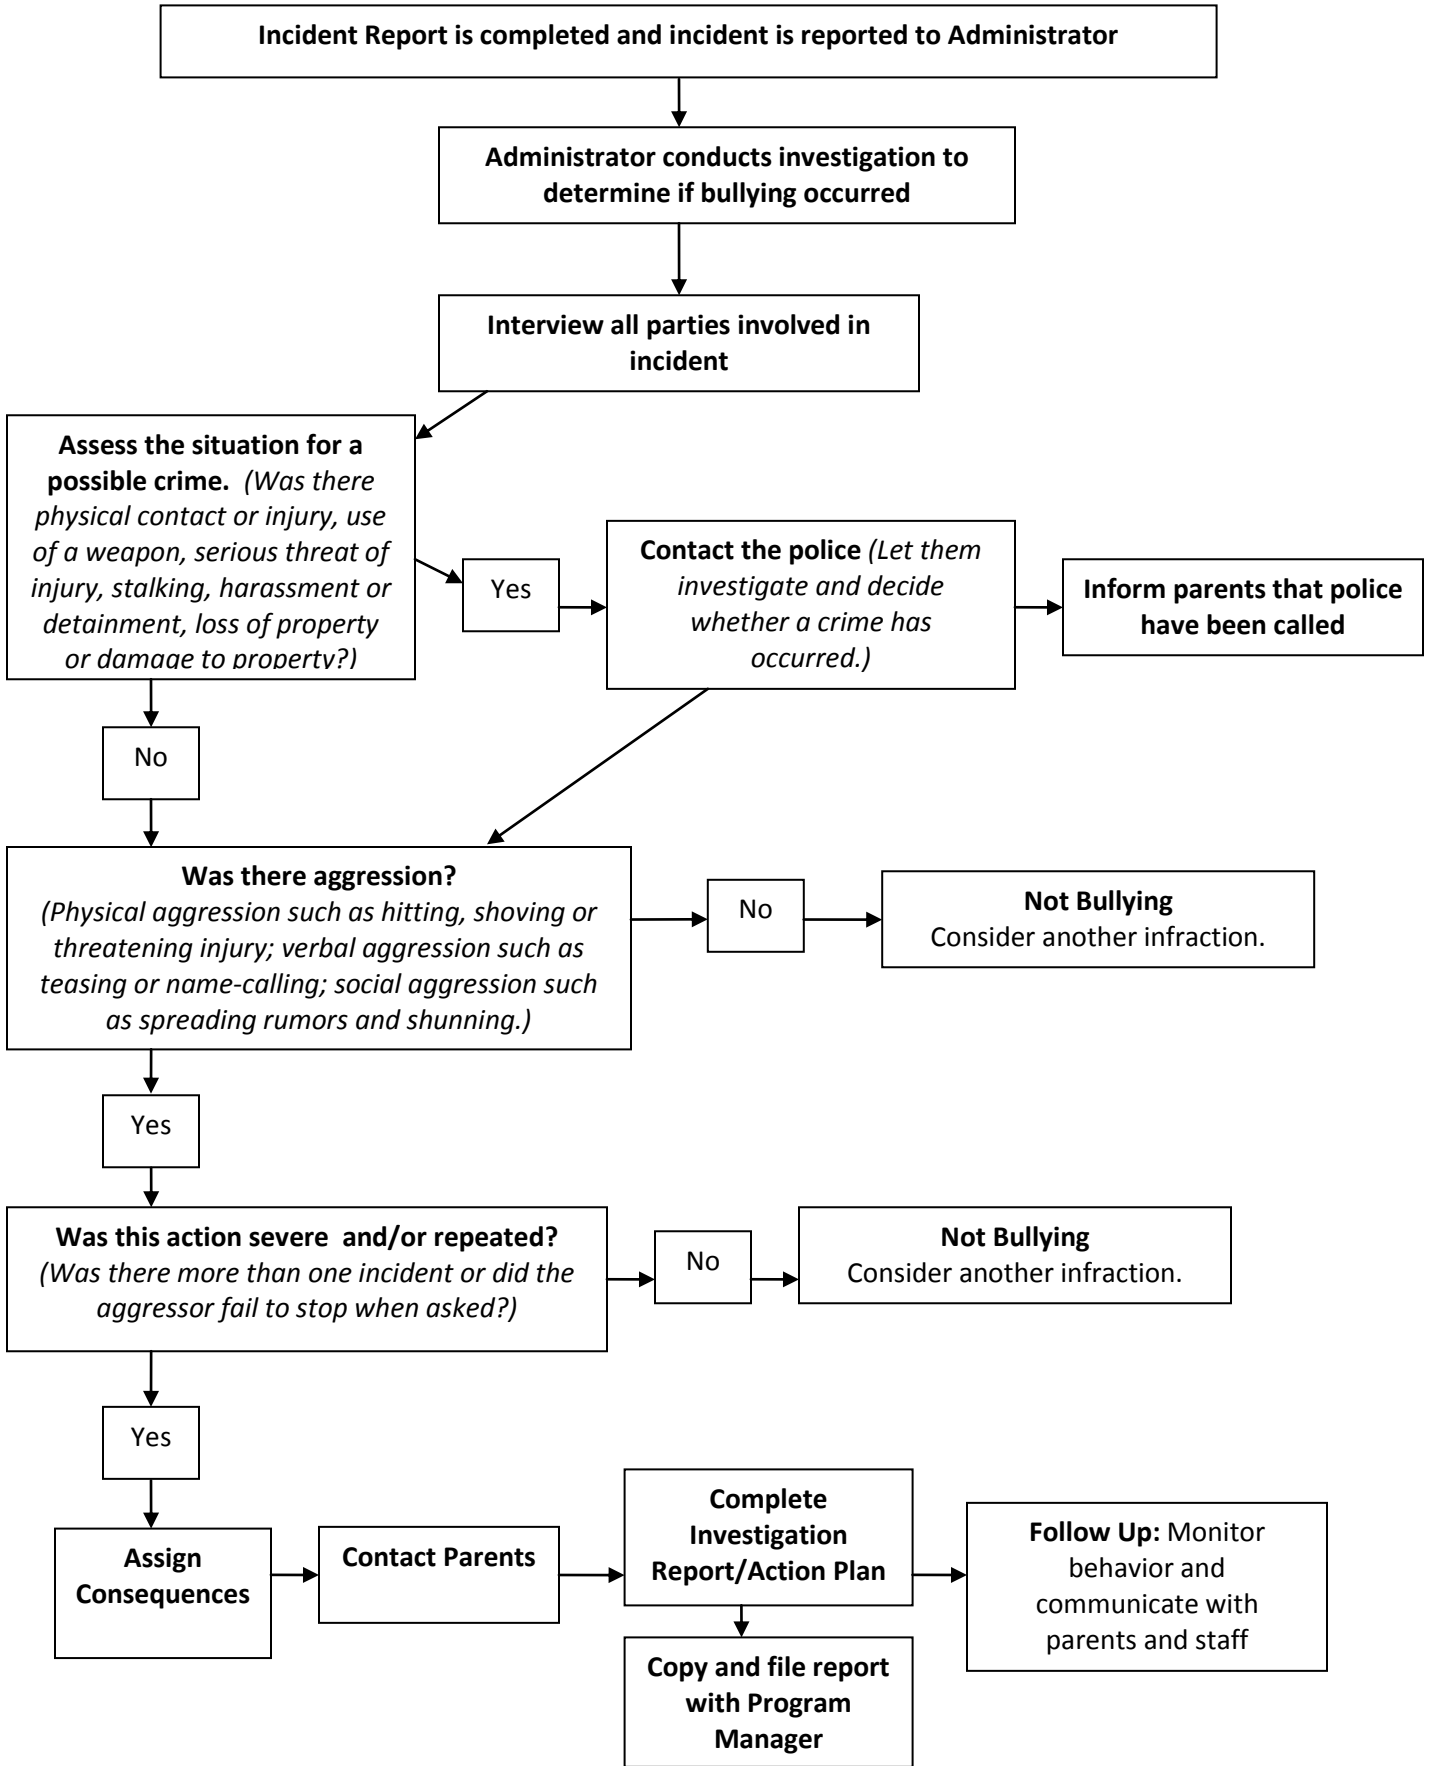 Incident Report is completed and incident is reported to Administrator
Administrator conducts investigation to
determine if bullying occurred
Interview all parties involved in
incident
Assess the situation for a
possible crime. (Was there
physical contact or injury, use
of a weapon, serious threat of
injury, stalking, harassment or
detainment, loss of property
or damage to property?)
Yes
Contact the police (Let them
investigate and decide
whether a crime has
occurred.)
Inform parents that police
have been called
No
Was there aggression?
(Physical aggression such as hitting, shoving or
threatening injury; verbal aggression such as
teasing or name-calling; social aggression such
as spreading rumors and shunning.)
No
Not Bullying
Consider another infraction.
Yes
Was this action severe and/or repeated?
(Was there more than one incident or did the
aggressor fail to stop when asked?)
No
Not Bullying
Consider another infraction.
Yes
Assign
Consequences
Contact Parents
Complete
Investigation
Report/Action Plan
Follow Up: Monitor
behavior and
communicate with
parents and staff
Copy and file report
with Program
Manager